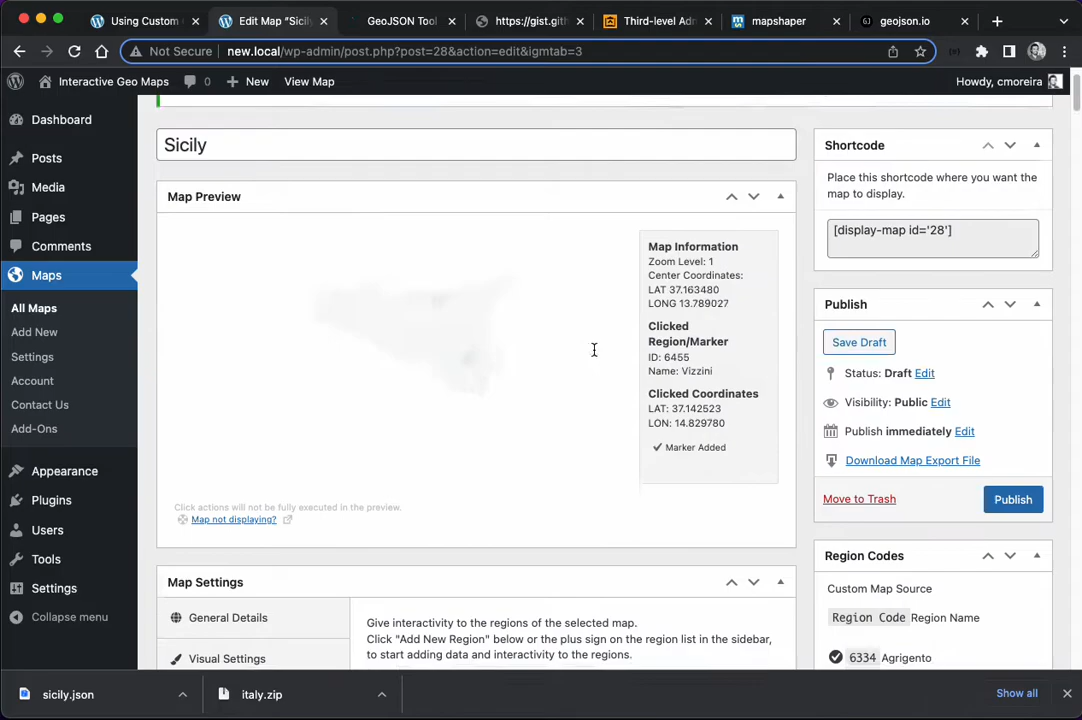 Using Custom
Edit Map “Sicily
GeoJSON Tool
https://gist.gith
Third-level Adm
mapshaper
geojson.io
Not Secure
new.local/wp-admin/post.php?post=28&action=edit&igmtab=3
Interactive Geo Maps
0
New
View Map
Howdy, cmoreira
Dashboard
Posts
Media
Pages
Comments
Maps
All Maps
Add New
Settings
Account
Contact Us
Add-Ons
Appearance
Plugins
Users
Tools
Settings
Collapse menu
Sicily
Map Preview
Map Information
Zoom Level: 1
Center Coordinates:
LAT 37.163480
LONG 13.789027
Clicked
Region/Marker
ID: 6455
Name: Vizzini
Clicked Coordinates
LAT: 37.142523
LON: 14.829780
Marker Added
Click actions will not be fully executed in the preview.
Map not displaying?
Map Settings
General Details
Visual Settings
Give interactivity to the regions of the selected map.
Click "Add New Region" below or the plus sign on the region list in the sidebar,
to start adding data and interactivity to the regions.
Shortcode
Place this shortcode where you want the
map to display.
[display-map id='28']
Publish
Save Draft
Status: Draft Edit
Visibility: Public Edit
Publish immediately Edit
Download Map Export File
Move to Trash
Publish
Region Codes
Custom Map Source
Region Code Region Name
6334 Agrigento
sicily.json
italy.zip
Show all